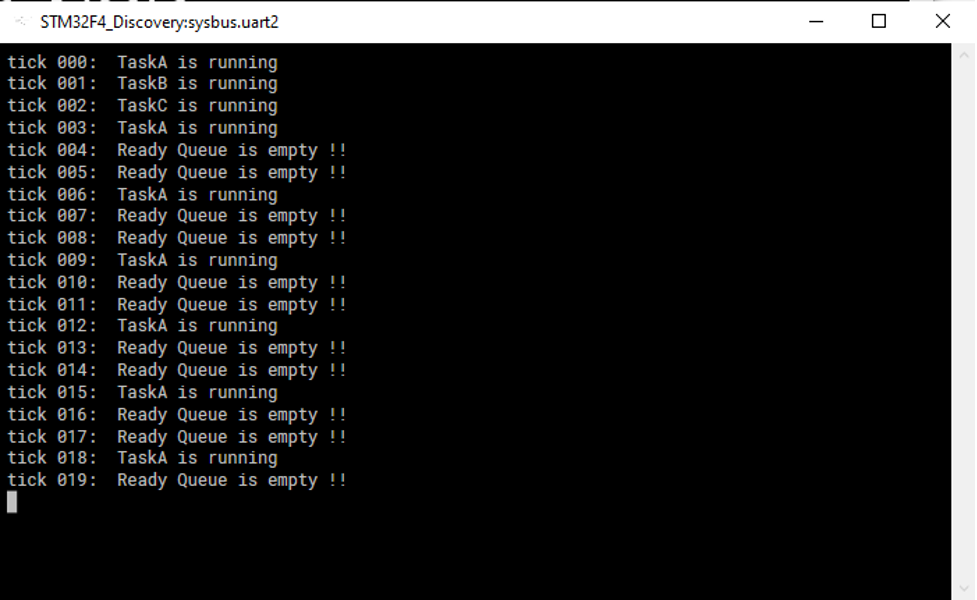 STM32F4_Discovery:sysbus.uart2
tick 000:  TaskA is running
tick 001:  TaskB is running
tick 002:  TaskC is running
tick 003:  TaskA is running
tick 004:  Ready Queue is empty !!
tick 005:  Ready Queue is empty !!
tick 006:  TaskA is running
tick 007:  Ready Queue is empty !!
tick 008:  Ready Queue is empty !!
tick 009:  TaskA is running
tick 010:  Ready Queue is empty !!
tick 011:  Ready Queue is empty !!
tick 012:  TaskA is running
tick 013:  Ready Queue is empty !!
tick 014:  Ready Queue is empty !!
tick 015:  TaskA is running
tick 016:  Ready Queue is empty !!
tick 017:  Ready Queue is empty !!
tick 018:  TaskA is running
tick 019:  Ready Queue is empty !!